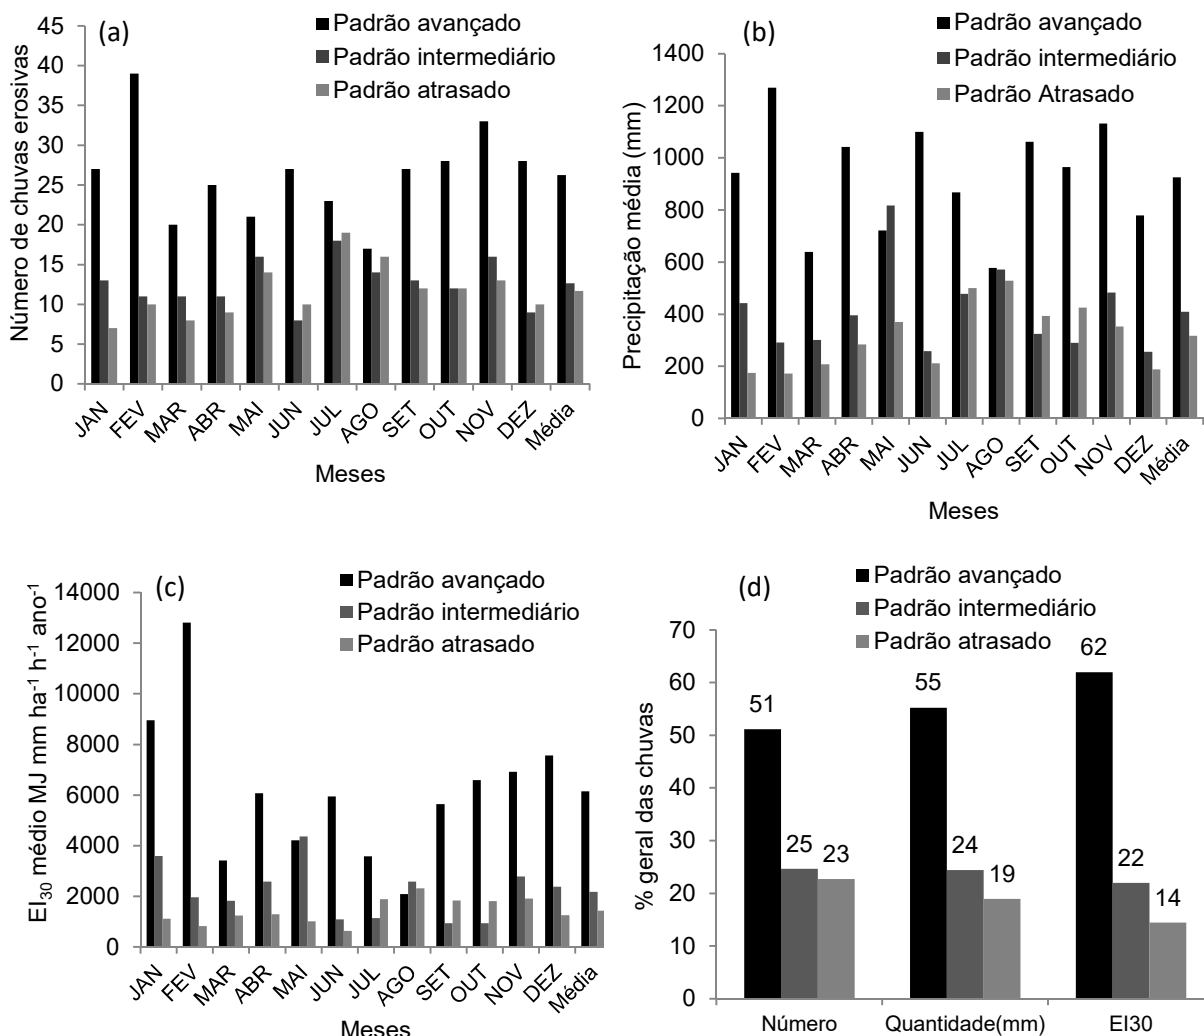 (a)
Padrão avançado
Padrão intermediário
Padrão atrasado
Número de chuvas erosivas
45
40
35
30
25
20
15
10
5
0
JAN FEV MAR ABR MAI JUN JUL AGO SET OUT NOV DEZ Média
Meses
(b)
Padrão avançado
Padrão intermediário
Padrão Atrasado
Precipitação média (mm)
1400
1200
1000
800
600
400
200
0
JAN FEV MAR ABR MAI JUN JUL AGO SET OUT NOV DEZ Média
Meses
(c)
Padrão avançado
Padrão intermediário
Padrão atrasado
EI₃₀ médio MJ mm ha⁻¹ h⁻¹ ano⁻¹
14000
12000
10000
8000
6000
4000
2000
0
JAN FEV MAR ABR MAI JUN JUL AGO SET OUT NOV DEZ Média
Meses
(d)
Padrão avançado
Padrão intermediário
Padrão atrasado
% geral das chuvas
70
60
50
40
30
20
10
0
51 25 23
55 24 19
62 22 14
Número Quantidade(mm) EI30